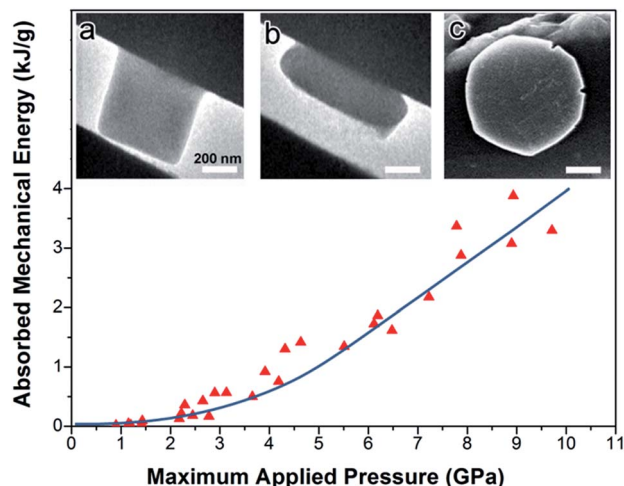 a
b
c
200 nm
Absorbed Mechanical Energy (kJ/g)
4
3
2
1
0
0 1 2 3 4 5 6 7 8 9 10 11
Maximum Applied Pressure (GPa)